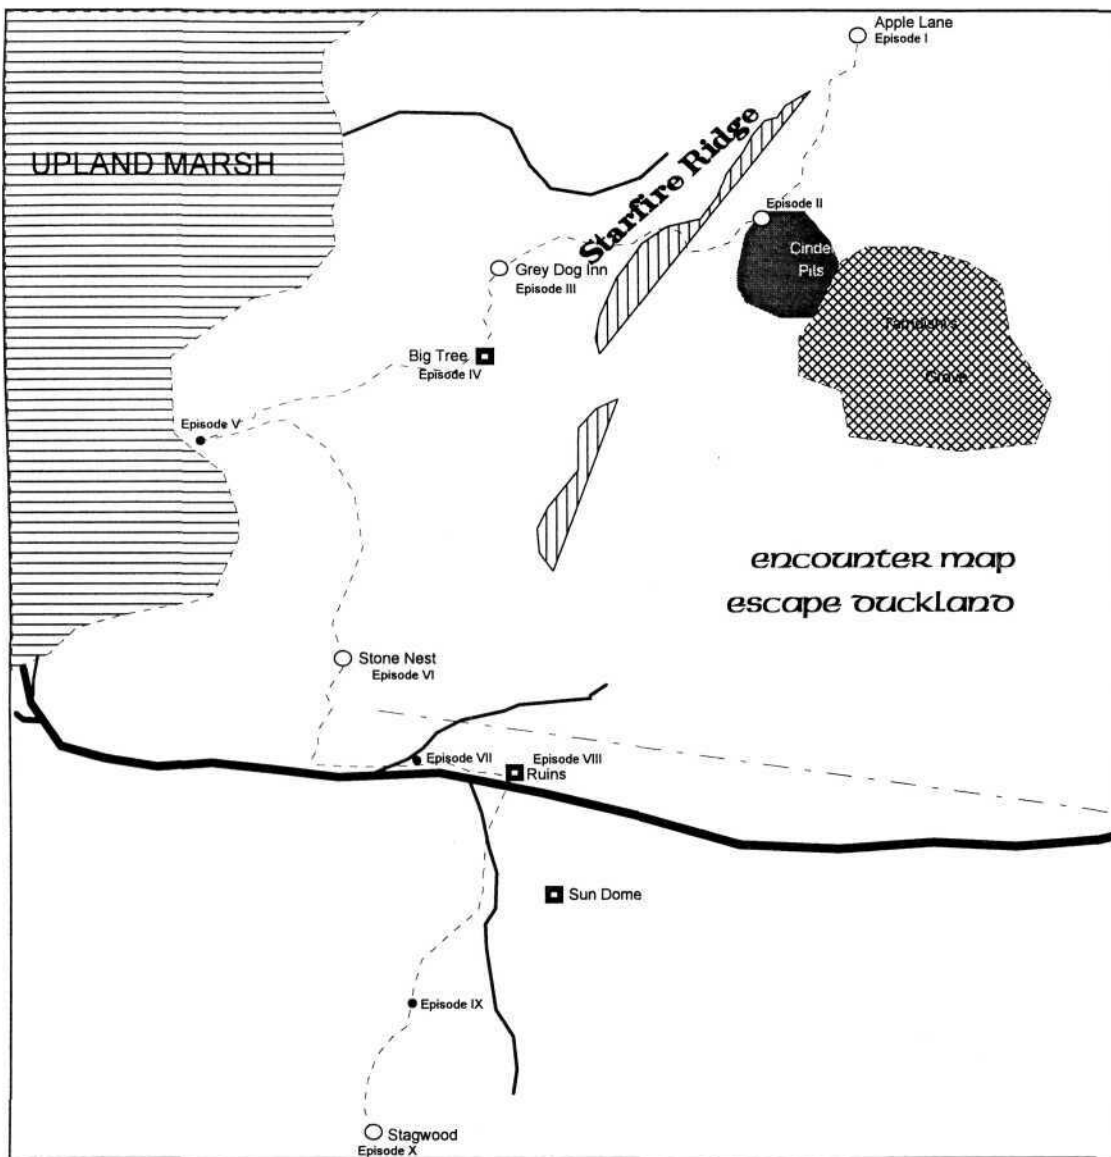 Apple Lane
Episode I
UPLAND MARSH
Starfire Ridge
Episode II
Grey Dog Inn
Episode III
Pils
Big Tree
Episode IV
Episode V
encounter map
escape duckland
Stone Nest
Episode VI
Episode VII
Episode VIII
Ruins
Sun Dome
Episode IX
Stagwood
Episode X